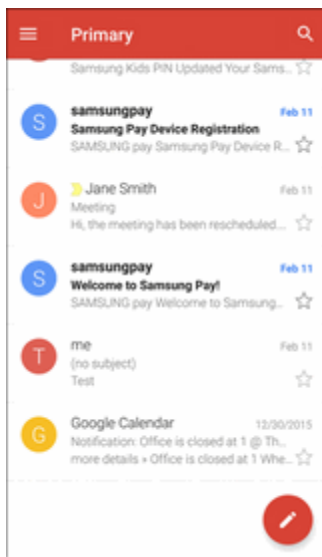 Primary
Samsung Kids PIN Updated Your Sams...
S
samsungpay
Feb 11
Samsung Pay Device Registration
SAMSUNG pay Samsung Pay Device R...
J
Jane Smith
Feb 11
Meeting
Hi, the meeting has been rescheduled...
S
samsungpay
Feb 11
Welcome to Samsung Pay!
SAMSUNG pay Welcome to Samsung...
T
me
Feb 11
(no subject)
Test
G
Google Calendar
12/30/2015
Notification: Office is closed at 1 @ Th...
more details » Office is closed at 1 Whe...